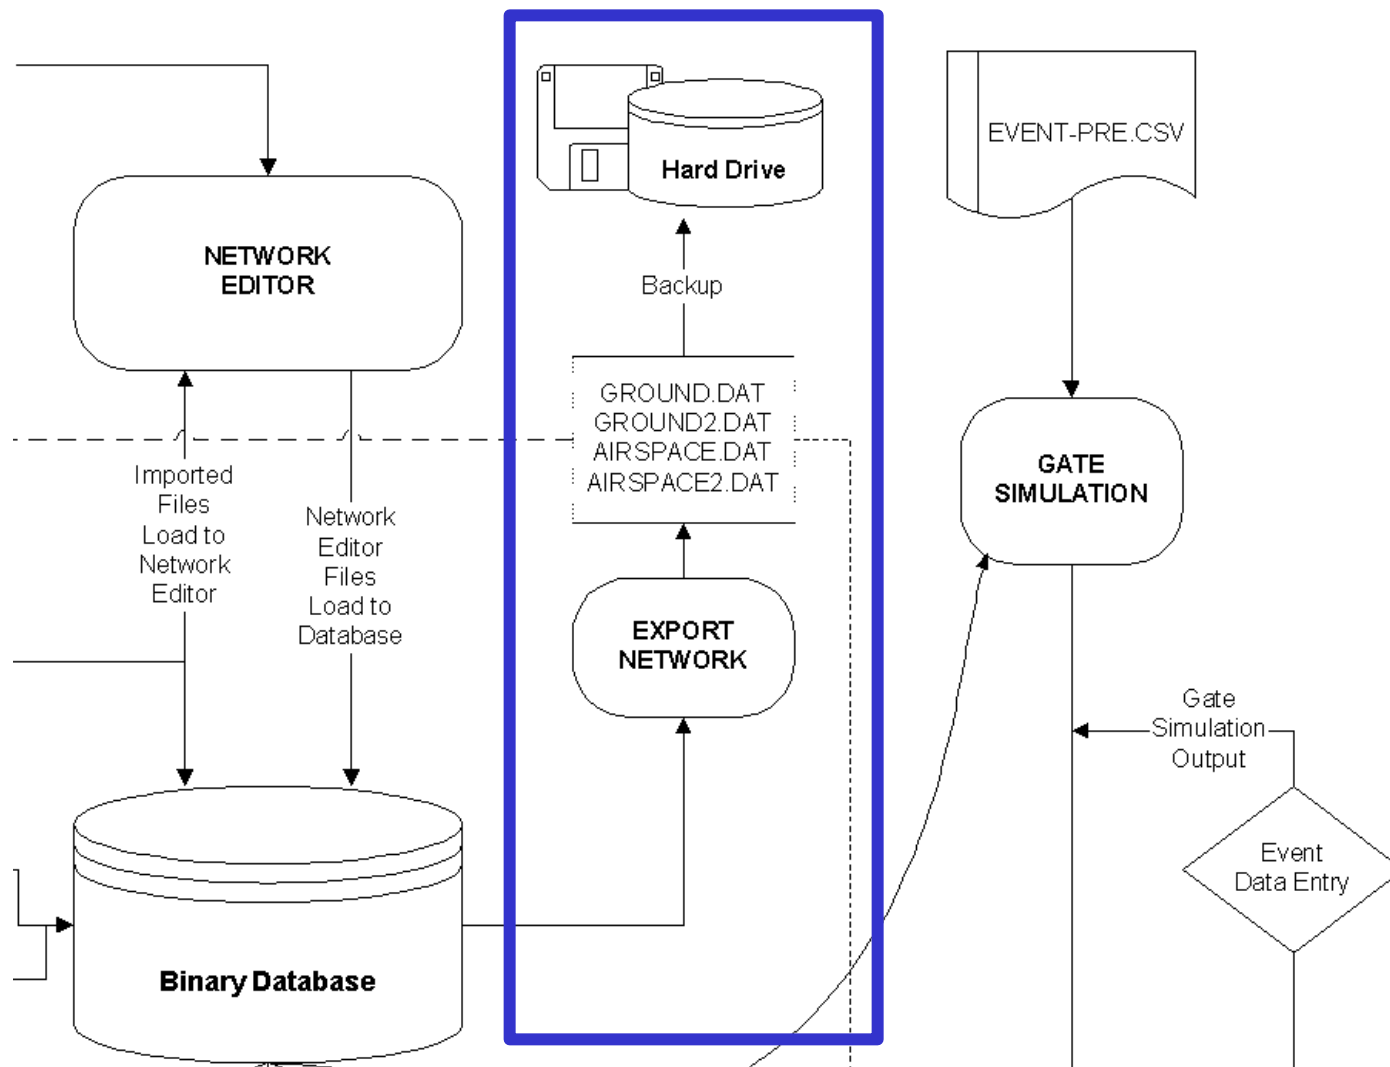 NETWORK
EDITOR
Imported
Files
Load to
Network
Editor
Network
Editor
Files
Load to
Database
Binary Database
Hard Drive
Backup
GROUND.DAT
GROUND2.DAT
AIRSPACE.DAT
AIRSPACE2.DAT
EXPORT
NETWORK
EVENT-PRE.CSV
GATE
SIMULATION
Gate
Simulation
Output
Event
Data Entry